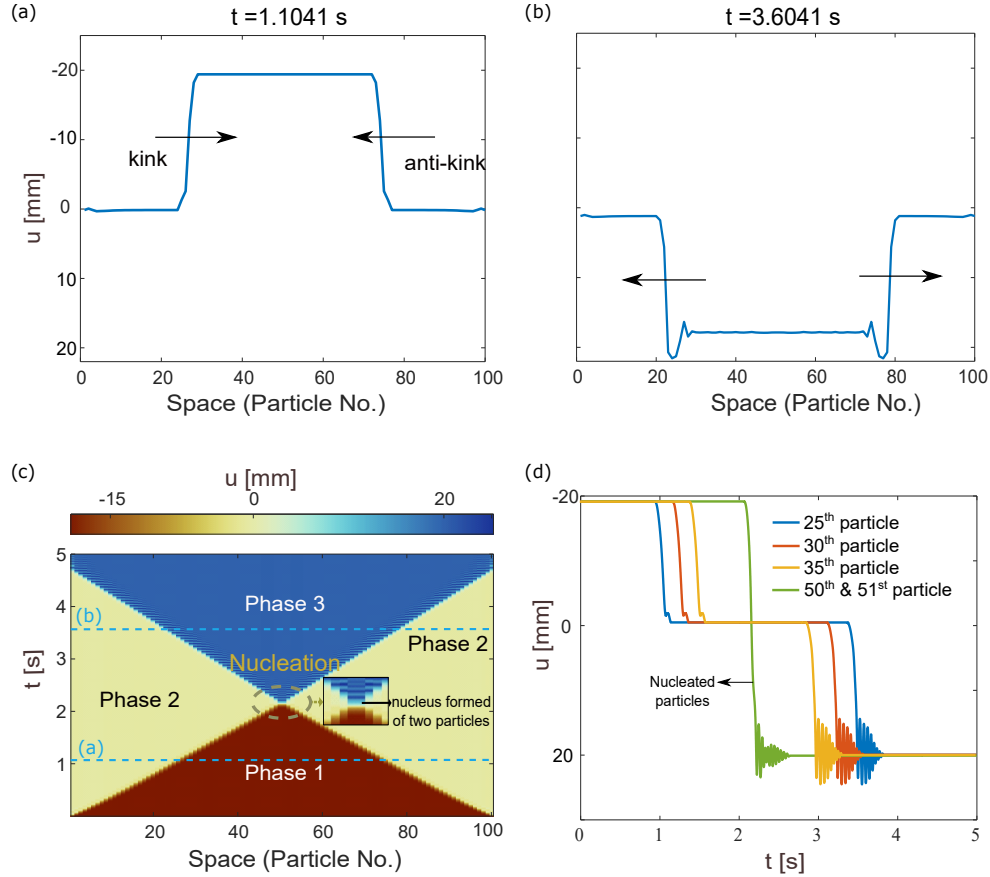 (a)
t =1.1041 s
-20
-10
0
10
20
u [mm]
kink
anti-kink
0 20 40 60 80 100
Space (Particle No.)
(b)
t =3.6041 s
0 20 40 60 80 100
Space (Particle No.)
(c)
u [mm]
-15 0 20
5
4
3
2
1
t [s]
Phase 3
(b)
Phase 2
Nucleation
Phase 2
nucleus formed
of two particles
(a)
Phase 1
20 40 60 80 100
Space (Particle No.)
(d)
-20
0
20
u [mm]
25th particle
30th particle
35th particle
50th & 51st particle
Nucleated
particles
0 1 2 3 4 5
t [s]